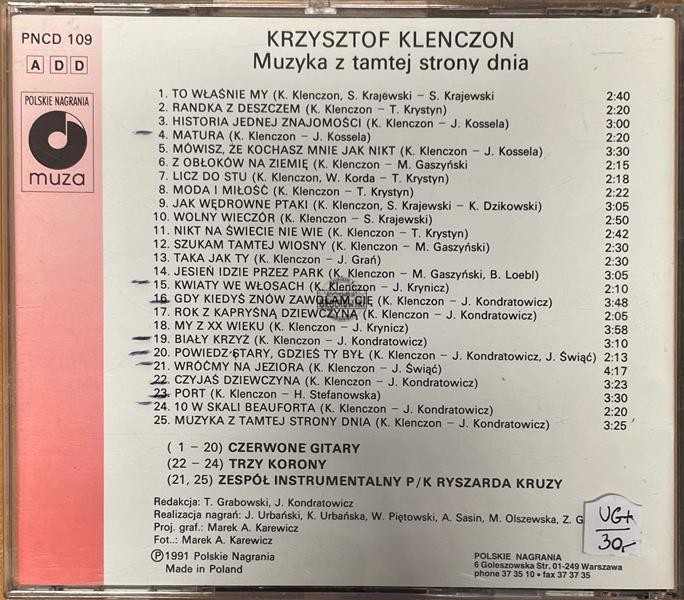 PNCD 109
A D D
POLSKIE NAGRANIA
muza
KRZYSZTOF KLENCZON
Muzyka z tamtej strony dnia
1. TO WŁAŚNIE MY (K. Klenczon, S. Krajewski – S. Krajewski 2:40
2. RANDKA Z DESZCZEM (K. Klenczon – T. Krystyn) 2:20
3. HISTORIA JEDNEJ ZNAJOMOŚCI (K. Klenczon – J. Kossela) 3:00
4. MATURA (K. Klenczon – J. Kossela) 2:20
5. MÓWISZ, ŻE KOCHASZ MNIE JAK NIKT (K. Klenczon – J. Kossela) 3:30
6. Z OBŁOKÓW NA ZIEMIĘ (K. Klenczon – M. Gaszyński 2:15
7. LICZ DO STU (K. Klenczon, W. Korda – T. Krystyn) 2:18
8. MODA I MIŁOŚĆ (K. Klenczon – T. Krystyn) 2:22
9. JAK WĘDROWNE PTAKI (K. Klenczon, S. Krajewski – K. Dzikowski) 3:05
10. WOLNY WIECZÓR (K. Klenczon – S. Krajewski) 2:50
11. NIKT NA ŚWIECIE NIE WIE (K. Klenczon – T. Krystyn) 2:42
12. SZUKAM TAMTEJ WIOSNY (K. Klenczon – M. Gaszyński) 2:30
13. TAKA JAK TY (K. Klenczon – J. Grań) 2:30
14. JESIEŃ IDZIE PRZEZ PARK (K. Klenczon – M. Gaszyński, B. Loebl) 3:05
15. KWIATY WE WŁOSACH (K. Klenczon – J. Krynicz) 2:10
16. GDY KIEDYŚ ZNÓW ZAWOŁAM CIĘ (K. Klenczon – J. Kondratowicz) 3:48
17. ROK Z KAPRYŚNĄ DZIEWCZYNĄ (K. Klenczon – J. Kondratowicz) 2:05
18. MY Z XX WIEKU (K. Klenczon – J. Krynicz) 3:58
19. BIAŁY KRZYŻ (K. Klenczon – J. Kondratowicz) 3:10
20. POWIEDZ STARY, GDZIEŚ TY BYŁ (K. Klenczon – J. Kondratowicz, J. Świąć) 2:13
21. WRÓĆMY NA JEZIORA (K. Klenczon – J. Świąć) 4:17
22. CZYJAŚ DZIEWCZYNA (K. Klenczon – J. Kondratowicz) 3:23
23. PORT (K. Klenczon – H. Stefanowska) 3:30
24. 10 W SKALI BEAUFORTA (K. Klenczon – J. Kondratowicz) 2:20
25. MUZYKA Z TAMTEJ STRONY DNIA (K. Klenczon – J. Kondratowicz) 3:25
( 1 – 20) CZERWONE GITARY
(22 – 24) TRZY KORONY
(21, 25) ZESPÓŁ INSTRUMENTALNY P/K RYSZARDA KRUZY
Redakcja: T. Grabowski, J. Kondratowicz
Realizacja nagrań: J. Urbański, K. Urbańska, W. Piętowski, A. Sasin, M. Olszewska, Z. G
Proj. graf.: Marek A. Karewicz
Fot.: Marek A. Karewicz
Ⓟ1991 Polskie Nagrania
Made in Poland
VG+
30,-
POLSKIE NAGRANIA
6 Goleszowska Str. 01-249 Warszawa
phone 37 35 10 • fax 37 37 35